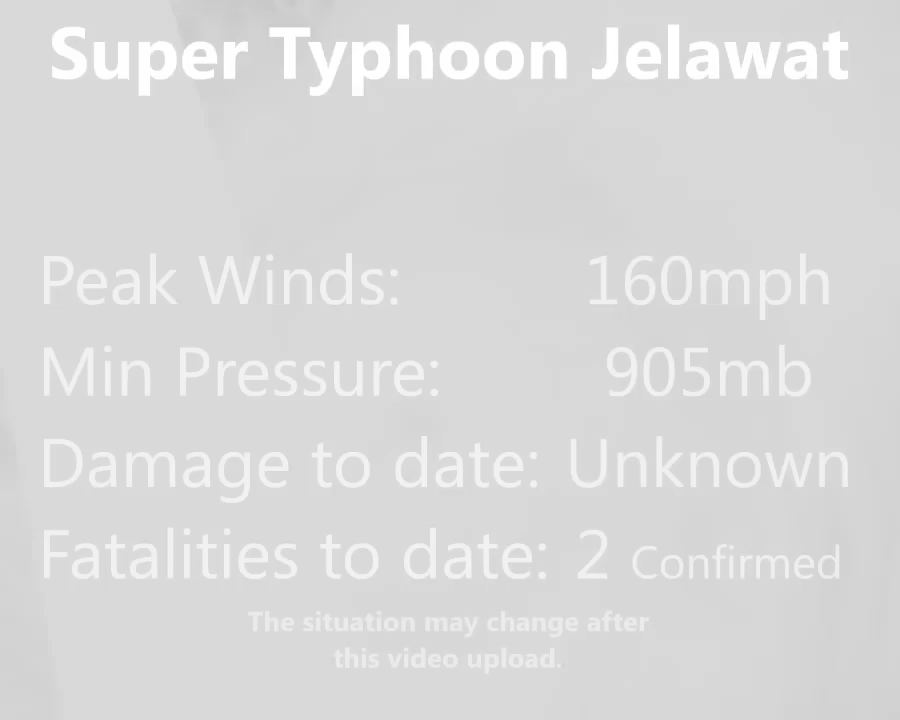 Super Typhoon Jelawat
Peak Winds: 160mph
Min Pressure: 905mb
Damage to date: Unknown
Fatalities to date: 2 Confirmed
The situation may change after
this video upload.